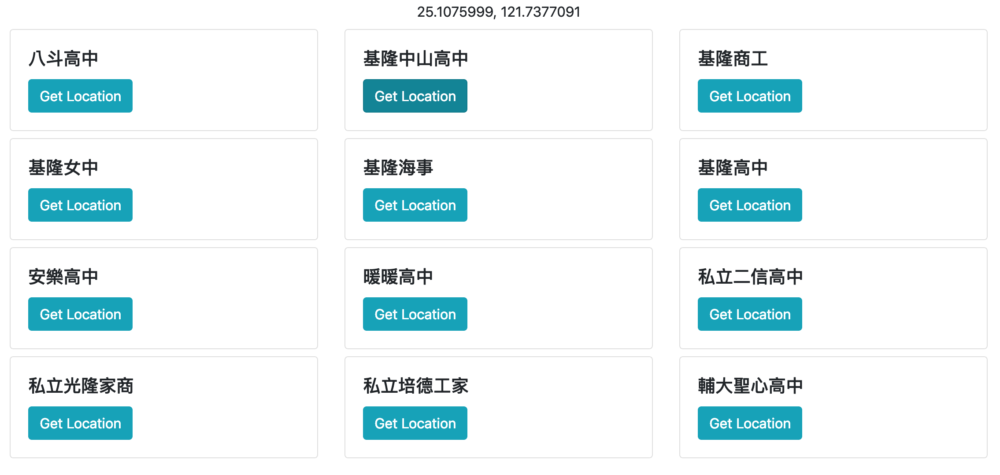 25.1075999, 121.7377091
八斗高中
Get Location
基隆中山高中
Get Location
基隆商工
Get Location
基隆女中
Get Location
基隆海事
Get Location
基隆高中
Get Location
安樂高中
Get Location
暖暖高中
Get Location
私立二信高中
Get Location
私立光隆家商
Get Location
私立培德工家
Get Location
輔大聖心高中
Get Location